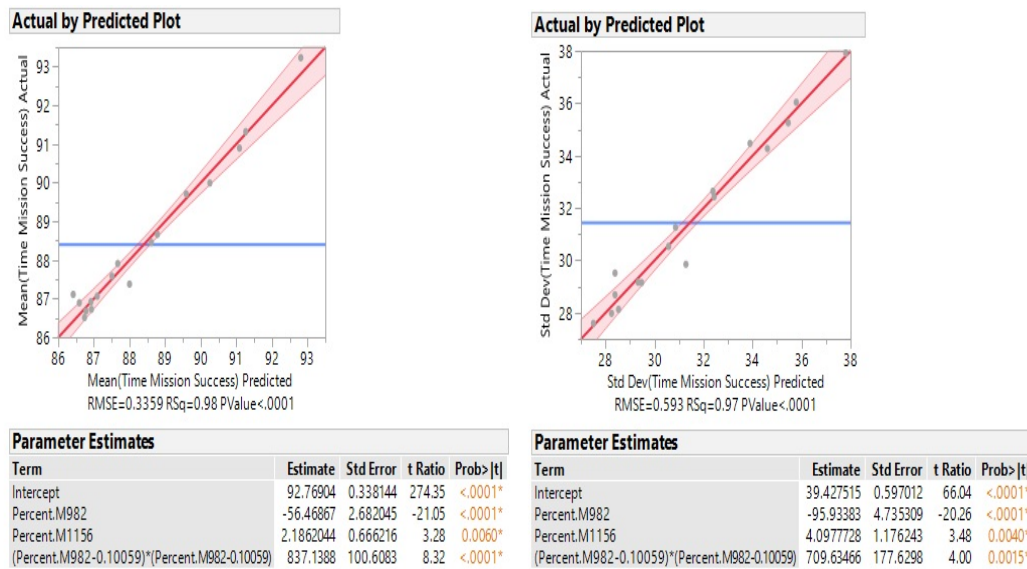 Actual by Predicted Plot
Mean(Time Mission Success) Actual
93
92
91
90
89
88
87
86
86 87 88 89 90 91 92 93
Mean(Time Mission Success) Predicted
RMSE=0.3359 RSq=0.98 PValue<.0001
Parameter Estimates
Term Estimate Std Error t Ratio Prob>|t|
Intercept 92.76904 0.338144 274.35 <.0001*
Percent.M982 -56.46867 2.682045 -21.05 <.0001*
Percent.M1156 2.1862044 0.666216 3.28 0.0060*
(Percent.M982-0.10059)*(Percent.M982-0.10059) 837.1388 100.6083 8.32 <.0001*
Actual by Predicted Plot
Std Dev(Time Mission Success) Actual
38
36
34
32
30
28
28 30 32 34 36 38
Std Dev(Time Mission Success) Predicted
RMSE=0.593 RSq=0.97 PValue<.0001
Parameter Estimates
Term Estimate Std Error t Ratio Prob>|t|
Intercept 39.427515 0.597012 66.04 <.0001*
Percent.M982 -95.93383 4.735309 -20.26 <.0001*
Percent.M1156 4.0977728 1.176243 3.48 0.0040*
(Percent.M982-0.10059)*(Percent.M982-0.10059) 709.63466 177.6298 4.00 0.0015*